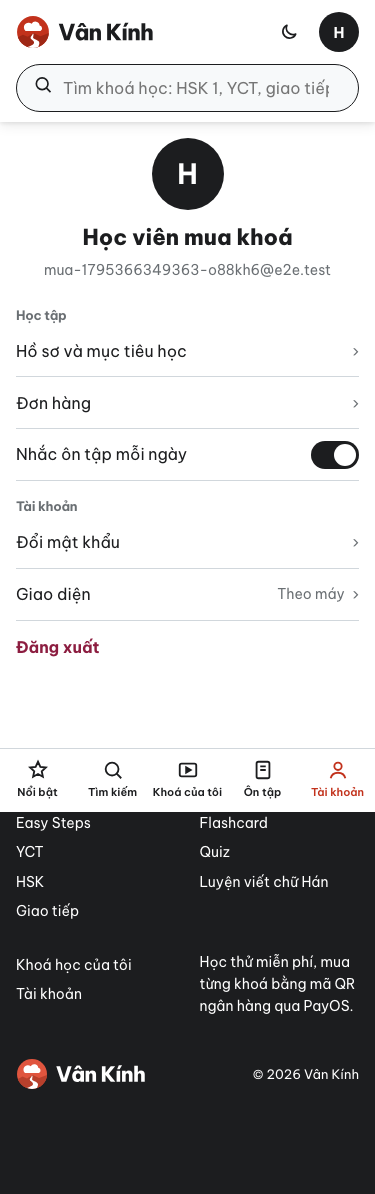 Vân Kính
H
Tìm khoá học: HSK 1, YCT, giao tiếp
H
Học viên mua khoá
mua-1795366349363-o88kh6@e2e.test
Học tập
Hồ sơ và mục tiêu học
Đơn hàng
Nhắc ôn tập mỗi ngày
Tài khoản
Đổi mật khẩu
Giao diện Theo máy
Đăng xuất
Nổi bật Tìm kiếm Khoá của tôi Ôn tập Tài khoản
Easy Steps
YCT
HSK
Giao tiếp
Flashcard
Quiz
Luyện viết chữ Hán
Khoá học của tôi
Tài khoản
Học thử miễn phí, mua
từng khoá bằng mã QR
ngân hàng qua PayOS.
Vân Kính
© 2026 Vân Kính